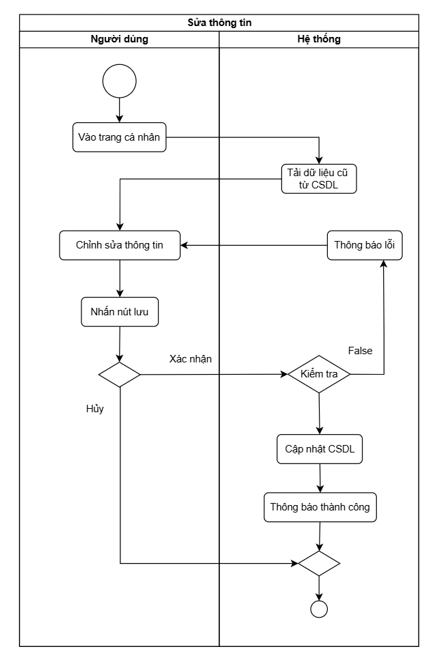 Sửa thông tin
Người dùng
Hệ thống
Vào trang cá nhân
Tải dữ liệu cũ
từ CSDL
Chỉnh sửa thông tin
Thông báo lỗi
Nhấn nút lưu
Xác nhận
False
Kiểm tra
Hủy
Cập nhật CSDL
Thông báo thành công